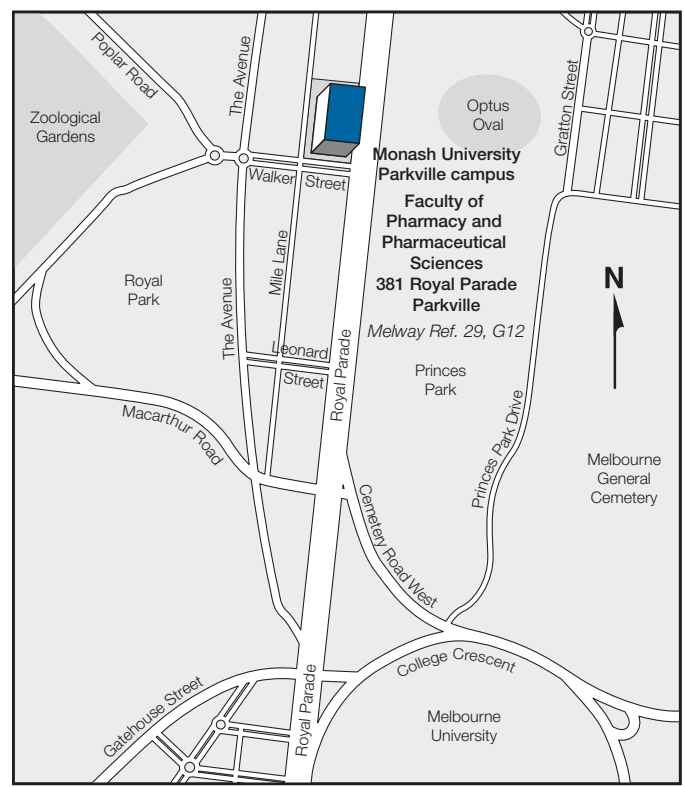 Poplar Road
The Avenue
Gratton Street
Optus
Oval
Zoological
Gardens
Monash University
Parkville campus
Walker Street
Faculty of
Pharmacy and
Pharmaceutical
Sciences
381 Royal Parade
Parkville
Melway Ref. 29, G12
Mile Lane
Royal
Park
N
The Avenue
Leonard
Street
Royal Parade
Princes
Park
Princes Park Drive
Macarthur Road
Melbourne
General
Cemetery
Cemetery Road West
College Crescent
Gatehouse Street
Royal Parade
Melbourne
University